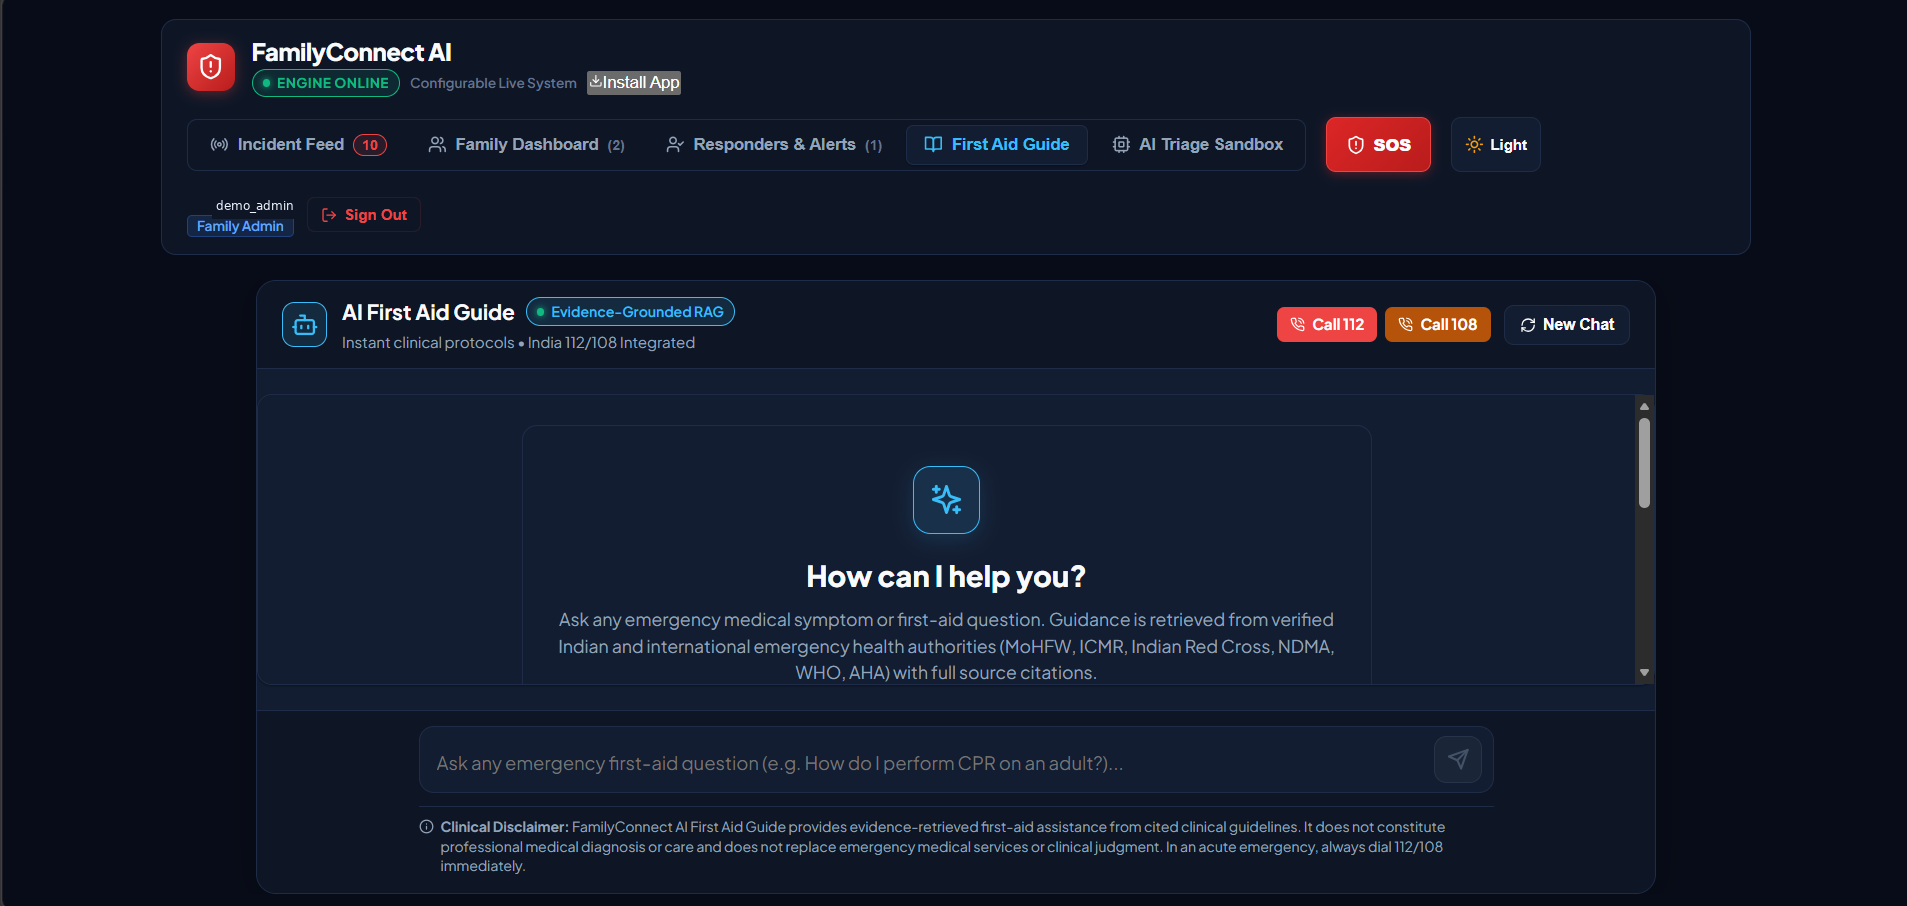 FamilyConnect AI
ENGINE ONLINE Configurable Live System Install App
Incident Feed 10 Family Dashboard (2) Responders & Alerts (1) First Aid Guide AI Triage Sandbox SOS Light
demo_admin
Family Admin
Sign Out
AI First Aid Guide Evidence-Grounded RAG
Instant clinical protocols • India 112/108 Integrated
Call 112 Call 108 New Chat
How can I help you?
Ask any emergency medical symptom or first-aid question. Guidance is retrieved from verified
Indian and international emergency health authorities (MoHFW, ICMR, Indian Red Cross, NDMA,
WHO, AHA) with full source citations.
Ask any emergency first-aid question (e.g. How do I perform CPR on an adult?)...
Clinical Disclaimer: FamilyConnect AI First Aid Guide provides evidence-retrieved first-aid assistance from cited clinical guidelines. It does not constitute
professional medical diagnosis or care and does not replace emergency medical services or clinical judgment. In an acute emergency, always dial 112/108
immediately.